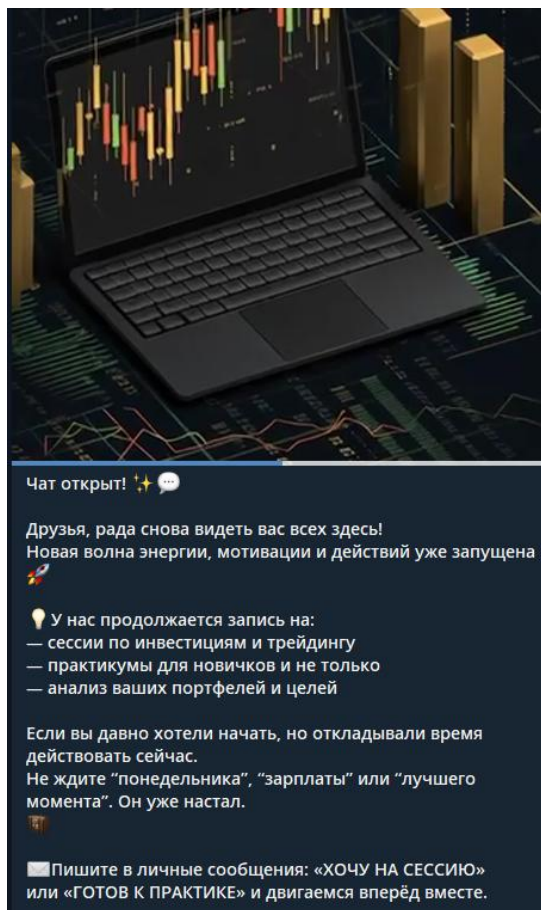 Чат открыт! ✨💬
Друзья, рада снова видеть вас всех здесь!
Новая волна энергии, мотивации и действий уже запущена
🚀
💡У нас продолжается запись на:
— сессии по инвестициям и трейдингу
— практикумы для новичков и не только
— анализ ваших портфелей и целей
Если вы давно хотели начать, но откладывали время
действовать сейчас.
Не ждите “понедельника”, “зарплаты” или “лучшего
момента”. Он уже настал.
✉️Пишите в личные сообщения: «ХОЧУ НА СЕССИЮ»
или «ГОТОВ К ПРАКТИКЕ» и двигаемся вперёд вместе.